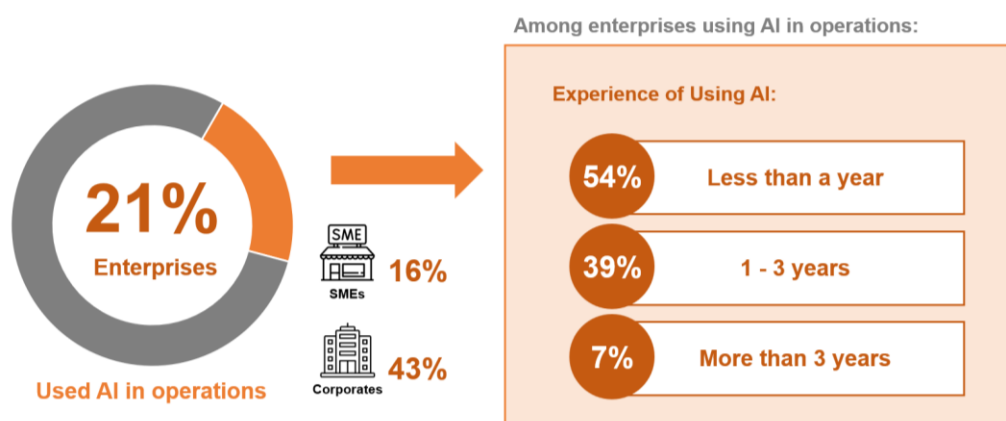 Among enterprises using AI in operations:
21%
Enterprises
Used AI in operations
SME
SMEs
16%
Corporates
43%
Experience of Using AI:
54% Less than a year
39% 1 - 3 years
7% More than 3 years